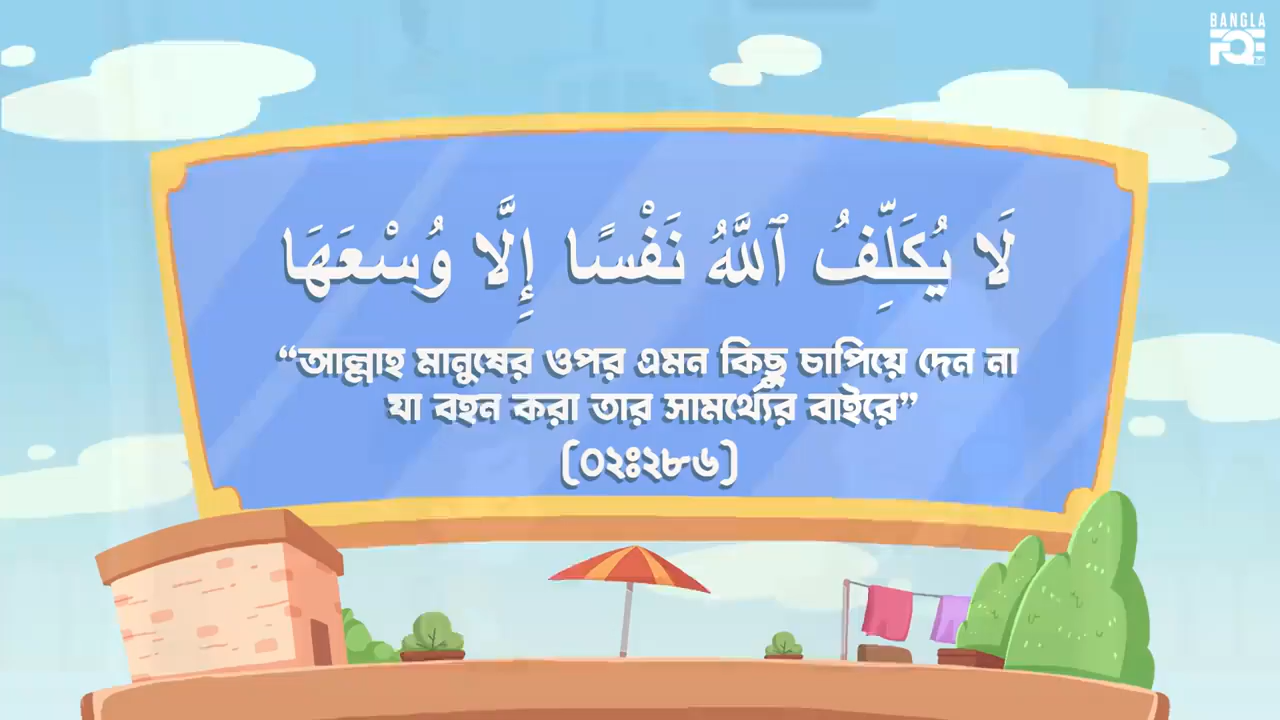 BANGLA
لَا يُكَلِّفُ ٱللَّهُ نَفْسًا إِلَّا وُسْعَهَا
“আল্লাহ মানুষের ওপর এমন কিছু চাপিয়ে দেন না
যা বহন করা তার সামর্থ্যের বাইরে”
(০২ঃ২৮৬)